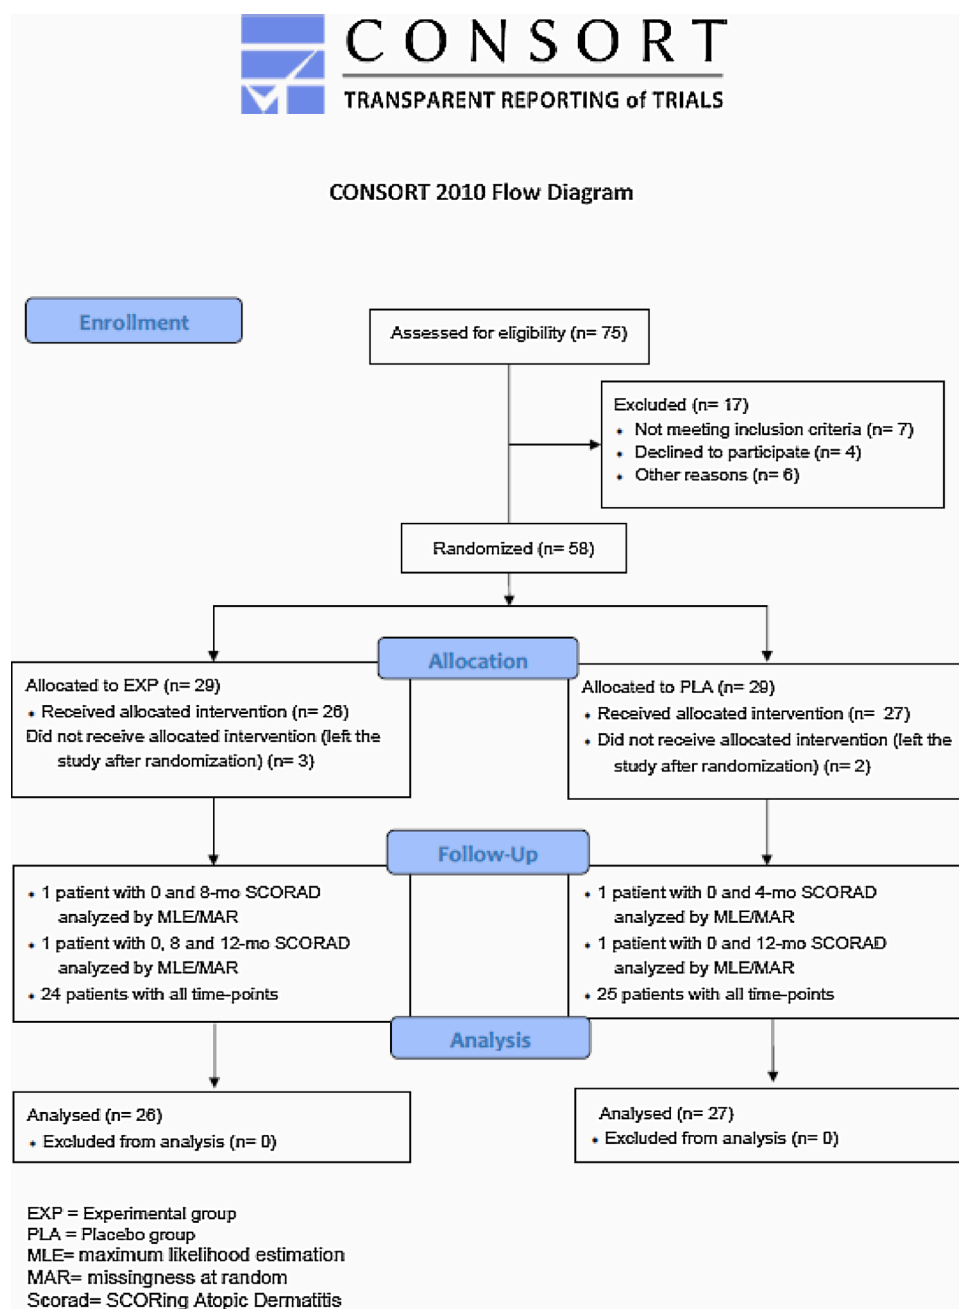 CONSORT
TRANSPARENT REPORTING of TRIALS
CONSORT 2010 Flow Diagram
Enrollment
Assessed for eligibility (n= 75)
Excluded (n= 17)
• Not meeting inclusion criteria (n= 7)
• Declined to participate (n= 4)
• Other reasons (n= 6)
Randomized (n= 58)
Allocation
Allocated to EXP (n= 29)
• Received allocated intervention (n= 26)
Did not receive allocated intervention (left the
study after randomization) (n= 3)
Allocated to PLA (n= 29)
• Received allocated intervention (n= 27)
• Did not receive allocated intervention (left the
study after randomization) (n= 2)
Follow-Up
• 1 patient with 0 and 8-mo SCORAD
analyzed by MLE/MAR
• 1 patient with 0, 8 and 12-mo SCORAD
analyzed by MLE/MAR
• 24 patients with all time-points
• 1 patient with 0 and 4-mo SCORAD
analyzed by MLE/MAR
• 1 patient with 0 and 12-mo SCORAD
analyzed by MLE/MAR
• 25 patients with all time-points
Analysis
Analysed (n= 26)
• Excluded from analysis (n= 0)
Analysed (n= 27)
• Excluded from analysis (n= 0)
EXP = Experimental group
PLA = Placebo group
MLE= maximum likelihood estimation
MAR= missingness at random
Scorad= SCORing Atopic Dermatitis